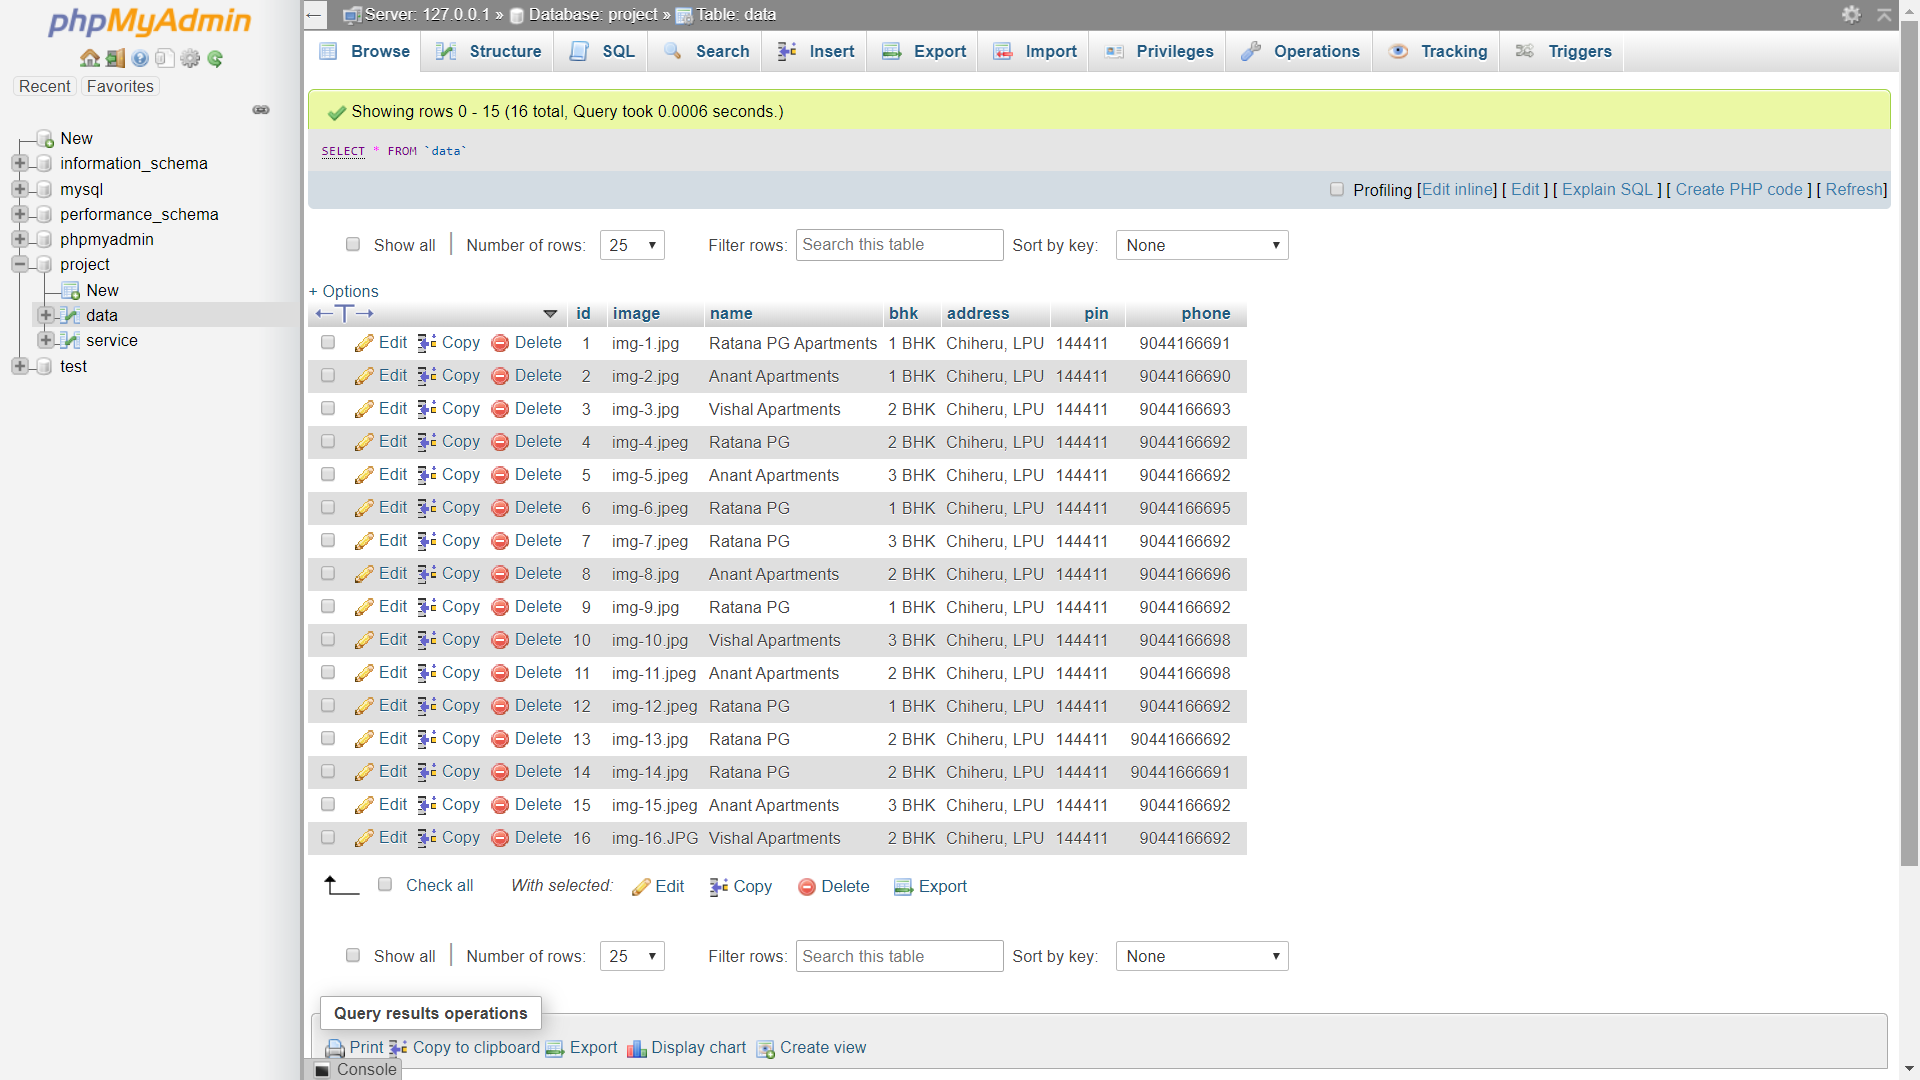 phpMyAdmin
Recent Favorites
New
information_schema
mysql
performance_schema
phpmyadmin
project
New
data
service
test
Server: 127.0.0.1 » Database: project » Table: data
Browse Structure SQL Search Insert Export Import Privileges Operations Tracking Triggers
Showing rows 0 - 15 (16 total, Query took 0.0006 seconds.)
SELECT * FROM `data`
Profiling [Edit inline] [ Edit ] [ Explain SQL ] [ Create PHP code ] [ Refresh]
Show all | Number of rows: 25 Filter rows: Search this table Sort by key: None
+ Options
←T→ id image name bhk address pin phone
Edit Copy Delete 1 img-1.jpg Ratana PG Apartments 1 BHK Chiheru, LPU 144411 9044166691
Edit Copy Delete 2 img-2.jpg Anant Apartments 1 BHK Chiheru, LPU 144411 9044166690
Edit Copy Delete 3 img-3.jpg Vishal Apartments 2 BHK Chiheru, LPU 144411 9044166693
Edit Copy Delete 4 img-4.jpeg Ratana PG 2 BHK Chiheru, LPU 144411 9044166692
Edit Copy Delete 5 img-5.jpeg Anant Apartments 3 BHK Chiheru, LPU 144411 9044166692
Edit Copy Delete 6 img-6.jpeg Ratana PG 1 BHK Chiheru, LPU 144411 9044166695
Edit Copy Delete 7 img-7.jpeg Ratana PG 3 BHK Chiheru, LPU 144411 9044166692
Edit Copy Delete 8 img-8.jpg Anant Apartments 2 BHK Chiheru, LPU 144411 9044166696
Edit Copy Delete 9 img-9.jpg Ratana PG 1 BHK Chiheru, LPU 144411 9044166692
Edit Copy Delete 10 img-10.jpg Vishal Apartments 3 BHK Chiheru, LPU 144411 9044166698
Edit Copy Delete 11 img-11.jpeg Anant Apartments 2 BHK Chiheru, LPU 144411 9044166698
Edit Copy Delete 12 img-12.jpeg Ratana PG 1 BHK Chiheru, LPU 144411 9044166692
Edit Copy Delete 13 img-13.jpg Ratana PG 2 BHK Chiheru, LPU 144411 90441666692
Edit Copy Delete 14 img-14.jpg Ratana PG 2 BHK Chiheru, LPU 144411 90441666691
Edit Copy Delete 15 img-15.jpeg Anant Apartments 3 BHK Chiheru, LPU 144411 9044166692
Edit Copy Delete 16 img-16.JPG Vishal Apartments 2 BHK Chiheru, LPU 144411 9044166692
Check all With selected: Edit Copy Delete Export
Show all | Number of rows: 25 Filter rows: Search this table Sort by key: None
Query results operations
Print Copy to clipboard Export Display chart Create view
Console